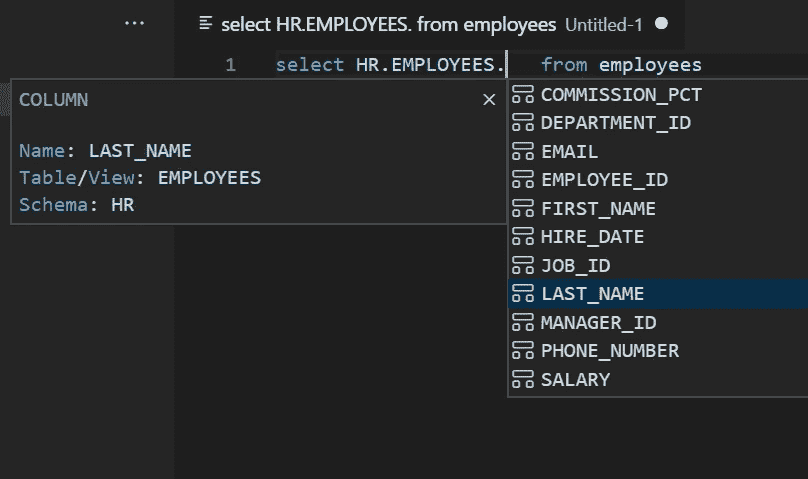 ··· select HR.EMPLOYEES. from employees Untitled-1 ●
1 select HR.EMPLOYEES. from employees
COLUMN ×
Name: LAST_NAME
Table/View: EMPLOYEES
Schema: HR
COMMISSION_PCT
DEPARTMENT_ID
EMAIL
EMPLOYEE_ID
FIRST_NAME
HIRE_DATE
JOB_ID
LAST_NAME
MANAGER_ID
PHONE_NUMBER
SALARY